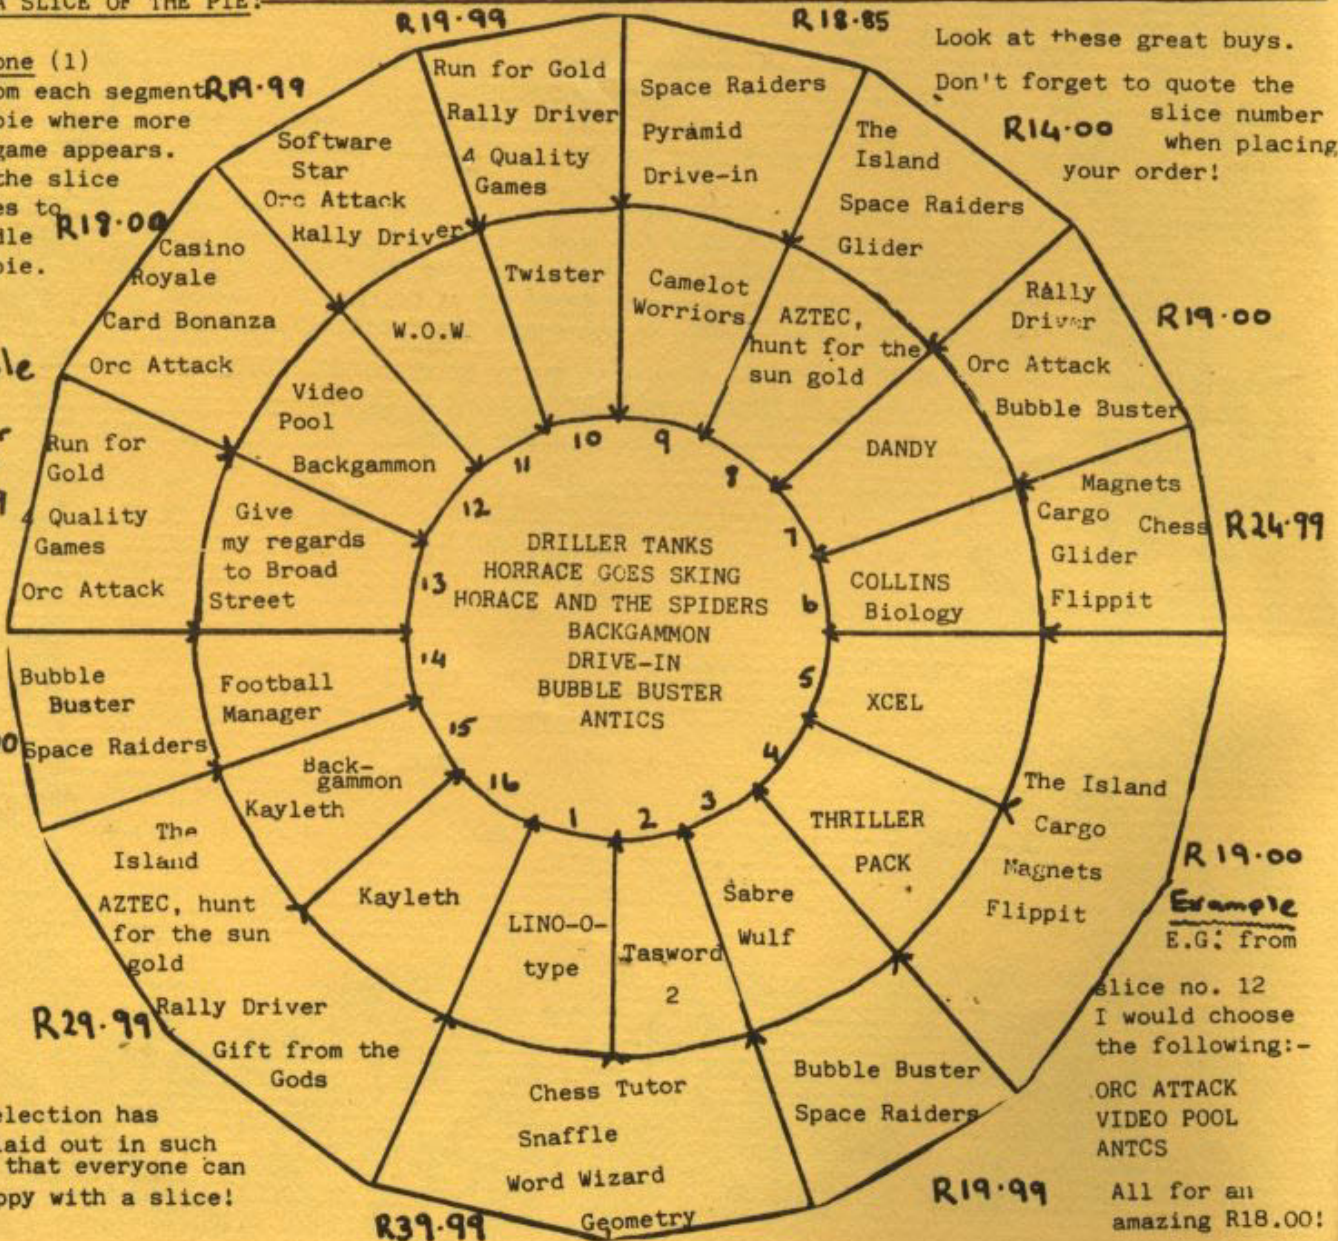 A SLICE OF THE PIE!
one (1)
om each segment
pie where more
game appears.
the slice
es to
dle
pie.
Look at these great buys.
Don't forget to quote the
slice number
when placing
your order!
R19.99
Run for Gold
Rally Driver
4 Quality
Games
R18.85
Space Raiders
Pyramid
Drive-in
R14.00
The
Island
Space Raiders
Glider
R19.00
Rally
Driver
Orc Attack
Bubble Buster
R24.99
Magnets
Cargo Chess
Glider
Flippit
R19.00
The Island
Cargo
Magnets
Flippit
R19.99
Bubble Buster
Space Raiders
R39.99
Chess Tutor
Snaffle
Word Wizard
Geometry
R29.99
The
Island
AZTEC, hunt
for the sun
gold
Rally Driver
Gift from the
Gods
Bubble
Buster
Space Raiders
Run for
Gold
4 Quality
Games
Orc Attack
R18.00
Casino
Royale
Card Bonanza
Orc Attack
R19.99
Software
Star
Orc Attack
Rally Driver
Twister
Camelot
Worriors
AZTEC,
hunt for the
sun gold
DANDY
COLLINS
Biology
XCEL
THRILLER
PACK
Sabre
Wulf
Tasword
2
LINO-O-
type
Kayleth
Back-
gammon
Kayleth
Football
Manager
Give
my regards
to Broad
Street
Video
Pool
Backgammon
W.O.W
10
9
8
7
6
5
4
3
2
1
16
15
14
13
12
11
DRILLER TANKS
HORRACE GOES SKING
HORACE AND THE SPIDERS
BACKGAMMON
DRIVE-IN
BUBBLE BUSTER
ANTICS
Example
E.G: from
slice no. 12
I would choose
the following:-
ORC ATTACK
VIDEO POOL
ANTCS
All for an
amazing R18.00!
election has
laid out in such
that everyone can
ppy with a slice!